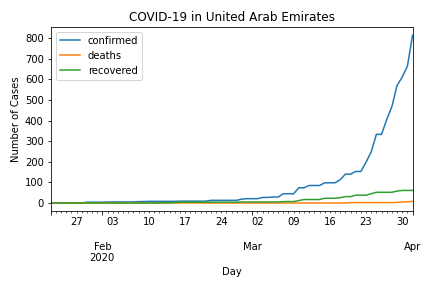 COVID-19 in United Arab Emirates
confirmed
deaths
recovered
800
700
600
500
400
300
200
100
0
Number of Cases
27 03 10 17 24 02 09 16 23
Feb Mar Apr
2020
Day